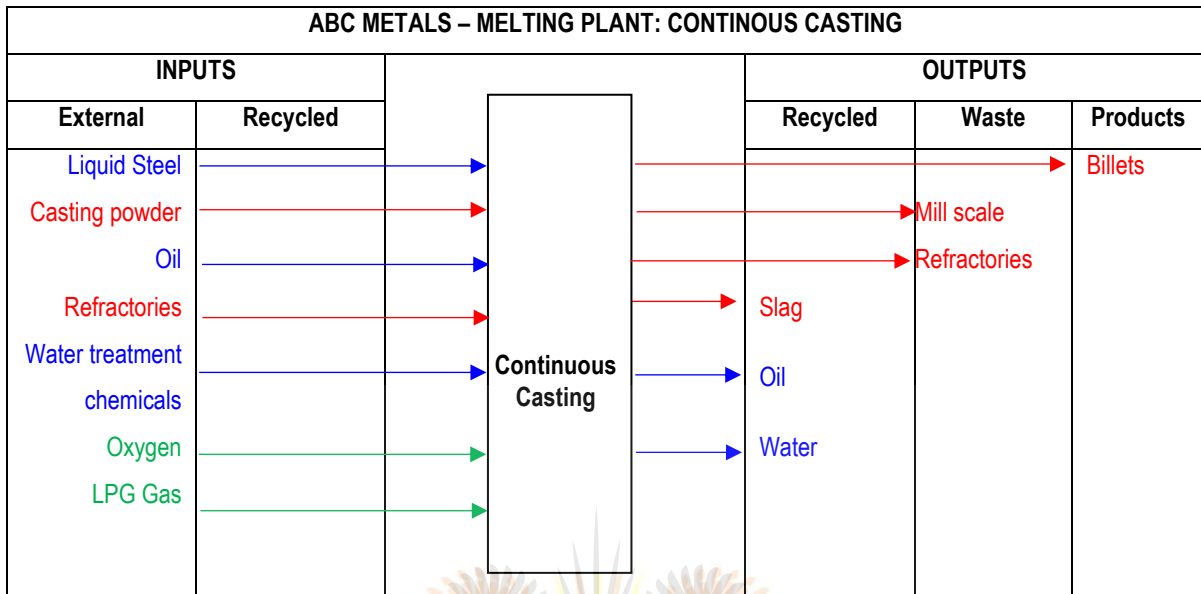 ABC METALS – MELTING PLANT: CONTINOUS CASTING
INPUTS
OUTPUTS
External
Recycled
Recycled
Waste
Products
Liquid Steel
Billets
Casting powder
Mill scale
Oil
Refractories
Refractories
Slag
Water treatment
chemicals
Continuous
Casting
Oil
Oxygen
Water
LPG Gas